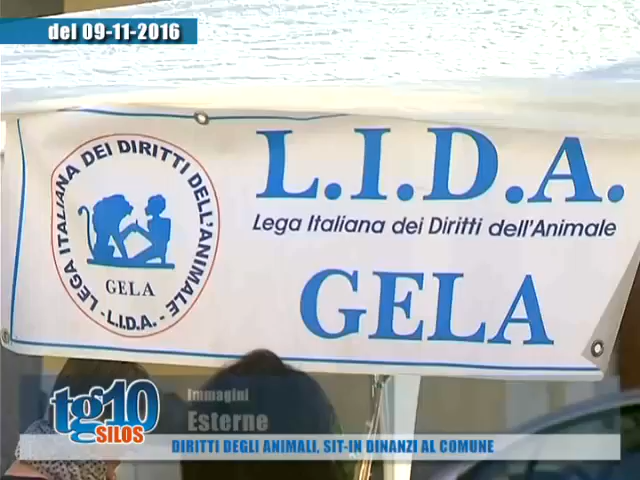 del 09-11-2016
L.I.D.A.
Lega Italiana dei Diritti dell'Animale
GELA
LEGA ITALIANA DEI DIRITTI DELL'ANIMALE
GELA
- L.I.D.A. -
Immagini
Esterne
tg10
SILOS
DIRITTI DEGLI ANIMALI, SIT-IN DINANZI AL COMUNE